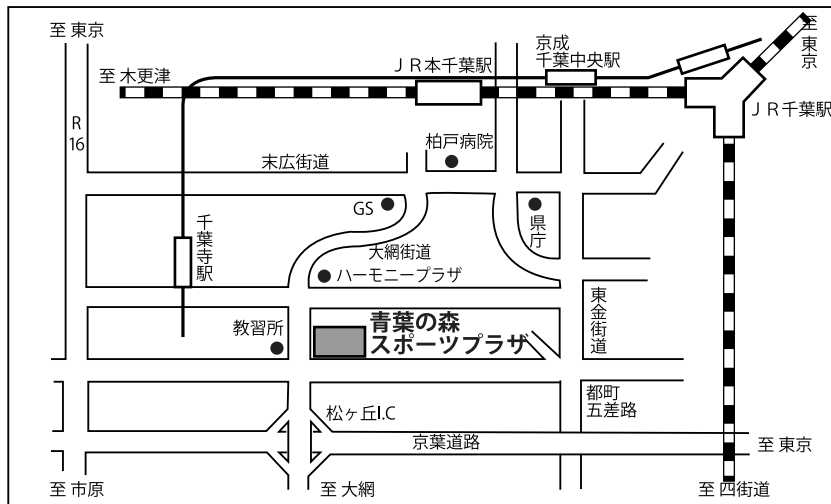 至 東京
至 東京
京成
千葉中央駅
ＪＲ本千葉駅
至 木更津
ＪＲ千葉駅
R
16
柏戸病院
末広街道
GS
県庁
千葉寺駅
大網街道
ハーモニープラザ
東金街道
青葉の森
スポーツプラザ
教習所
都町
五差路
松ヶ丘I.C
京葉道路
至 東京
至 市原
至 大網
至 四街道